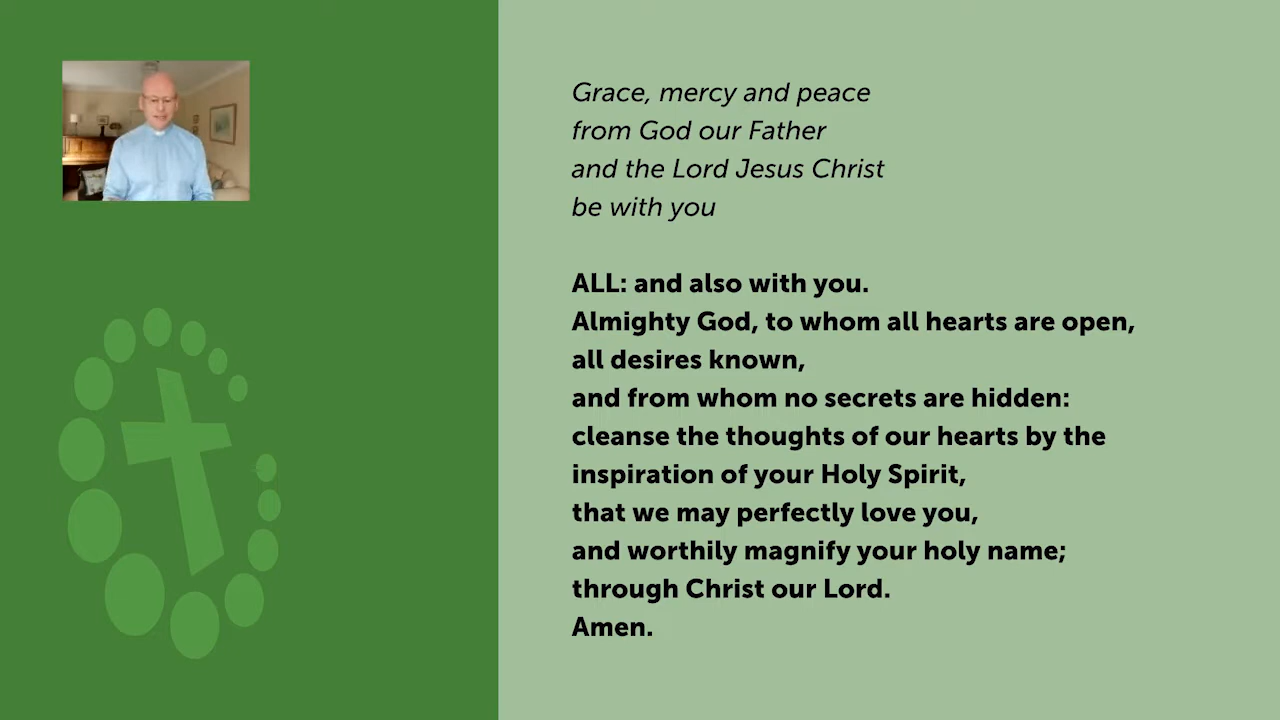 Grace, mercy and peace
from God our Father
and the Lord Jesus Christ
be with you
ALL: and also with you.
Almighty God, to whom all hearts are open,
all desires known,
and from whom no secrets are hidden:
cleanse the thoughts of our hearts by the
inspiration of your Holy Spirit,
that we may perfectly love you,
and worthily magnify your holy name;
through Christ our Lord.
Amen.